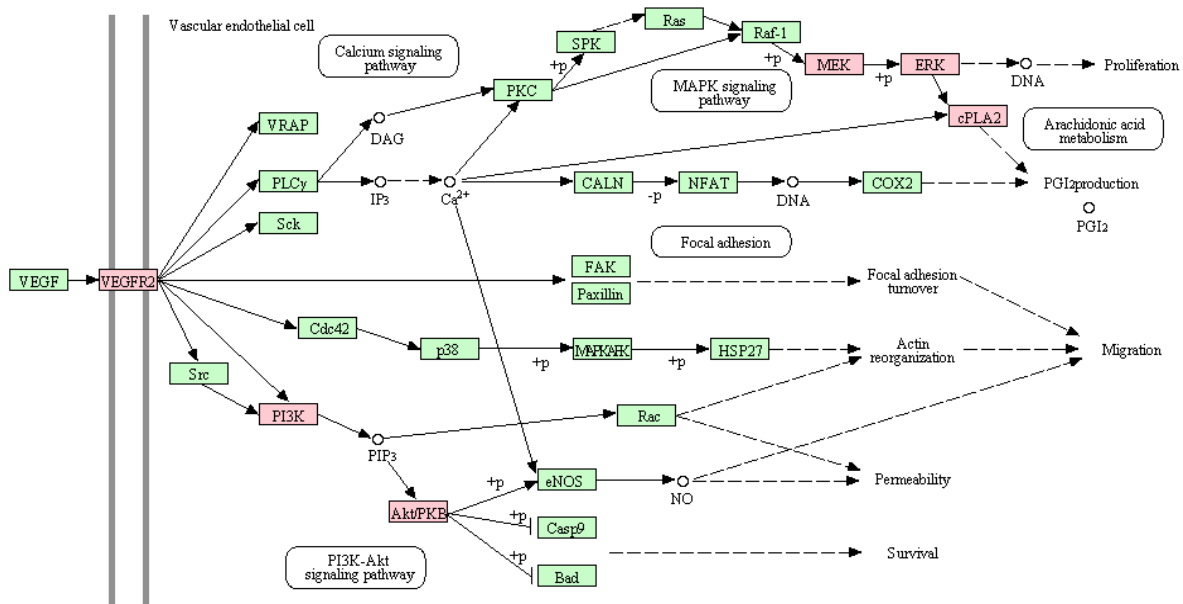 Vascular endothelial cell
Ras
Raf-1
SPK
Calcium signaling
pathway
+p
+p
MEK
+p
ERK
DNA
Proliferation
PKC
MAPK signaling
pathway
cPLA2
Arachidonic acid
metabolism
VRAP
DAG
PLCγ
IP3
Ca2+
CALN
-p
NFAT
DNA
COX2
PGI2production
PGI2
Sck
Focal adhesion
VEGF
VEGFR2
FAK
Paxillin
Focal adhesion
turnover
Cdc42
p38
+p
MAPKAPK
+p
HSP27
Actin
reorganization
Migration
Src
PI3K
PIP3
Rac
eNOS
NO
Permeability
+p
Akt/PKB
+p
Casp9
+p
Bad
Survival
PI3K-Akt
signaling pathway